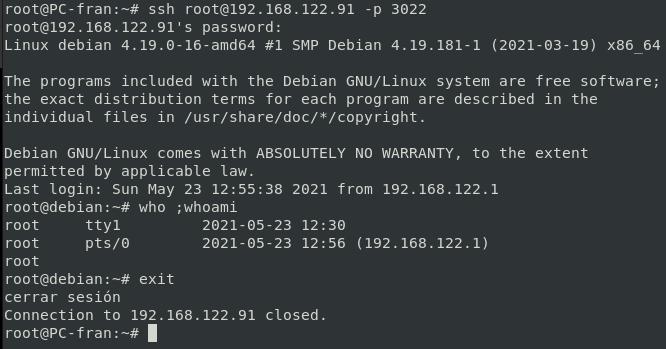 root@PC-fran:~# ssh root@192.168.122.91 -p 3022
root@192.168.122.91's password:
Linux debian 4.19.0-16-amd64 #1 SMP Debian 4.19.181-1 (2021-03-19) x86_64
The programs included with the Debian GNU/Linux system are free software;
the exact distribution terms for each program are described in the
individual files in /usr/share/doc/*/copyright.
Debian GNU/Linux comes with ABSOLUTELY NO WARRANTY, to the extent
permitted by applicable law.
Last login: Sun May 23 12:55:38 2021 from 192.168.122.1
root@debian:~# who ;whoami
root     tty1         2021-05-23 12:30
root     pts/0        2021-05-23 12:56 (192.168.122.1)
root
root@debian:~# exit
cerrar sesión
Connection to 192.168.122.91 closed.
root@PC-fran:~#